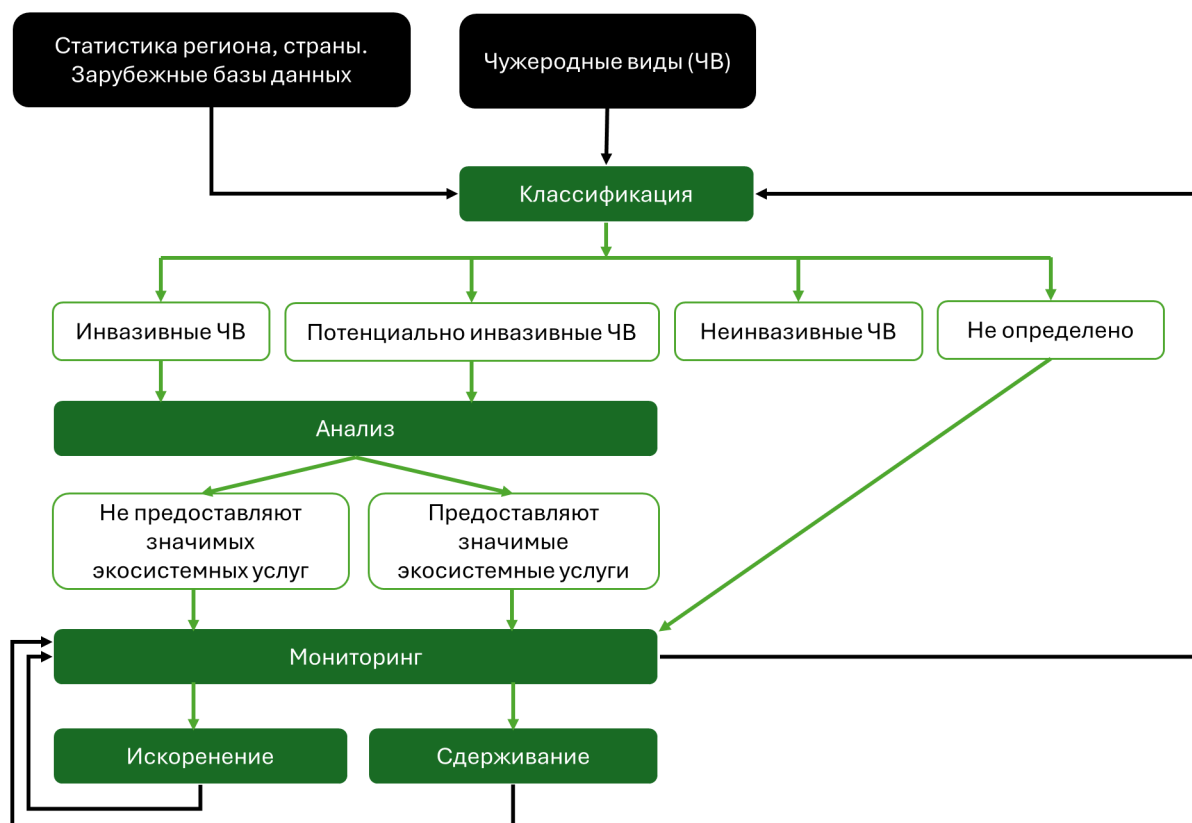 Статистика региона, страны.
Зарубежные базы данных
Чужеродные виды (ЧВ)
Классификация
Инвазивные ЧВ
Потенциально инвазивные ЧВ
Неинвазивные ЧВ
Не определено
Анализ
Не предоставляют
значимых
экосистемных услуг
Предоставляют
значимые
экосистемные услуги
Мониторинг
Искоренение
Сдерживание